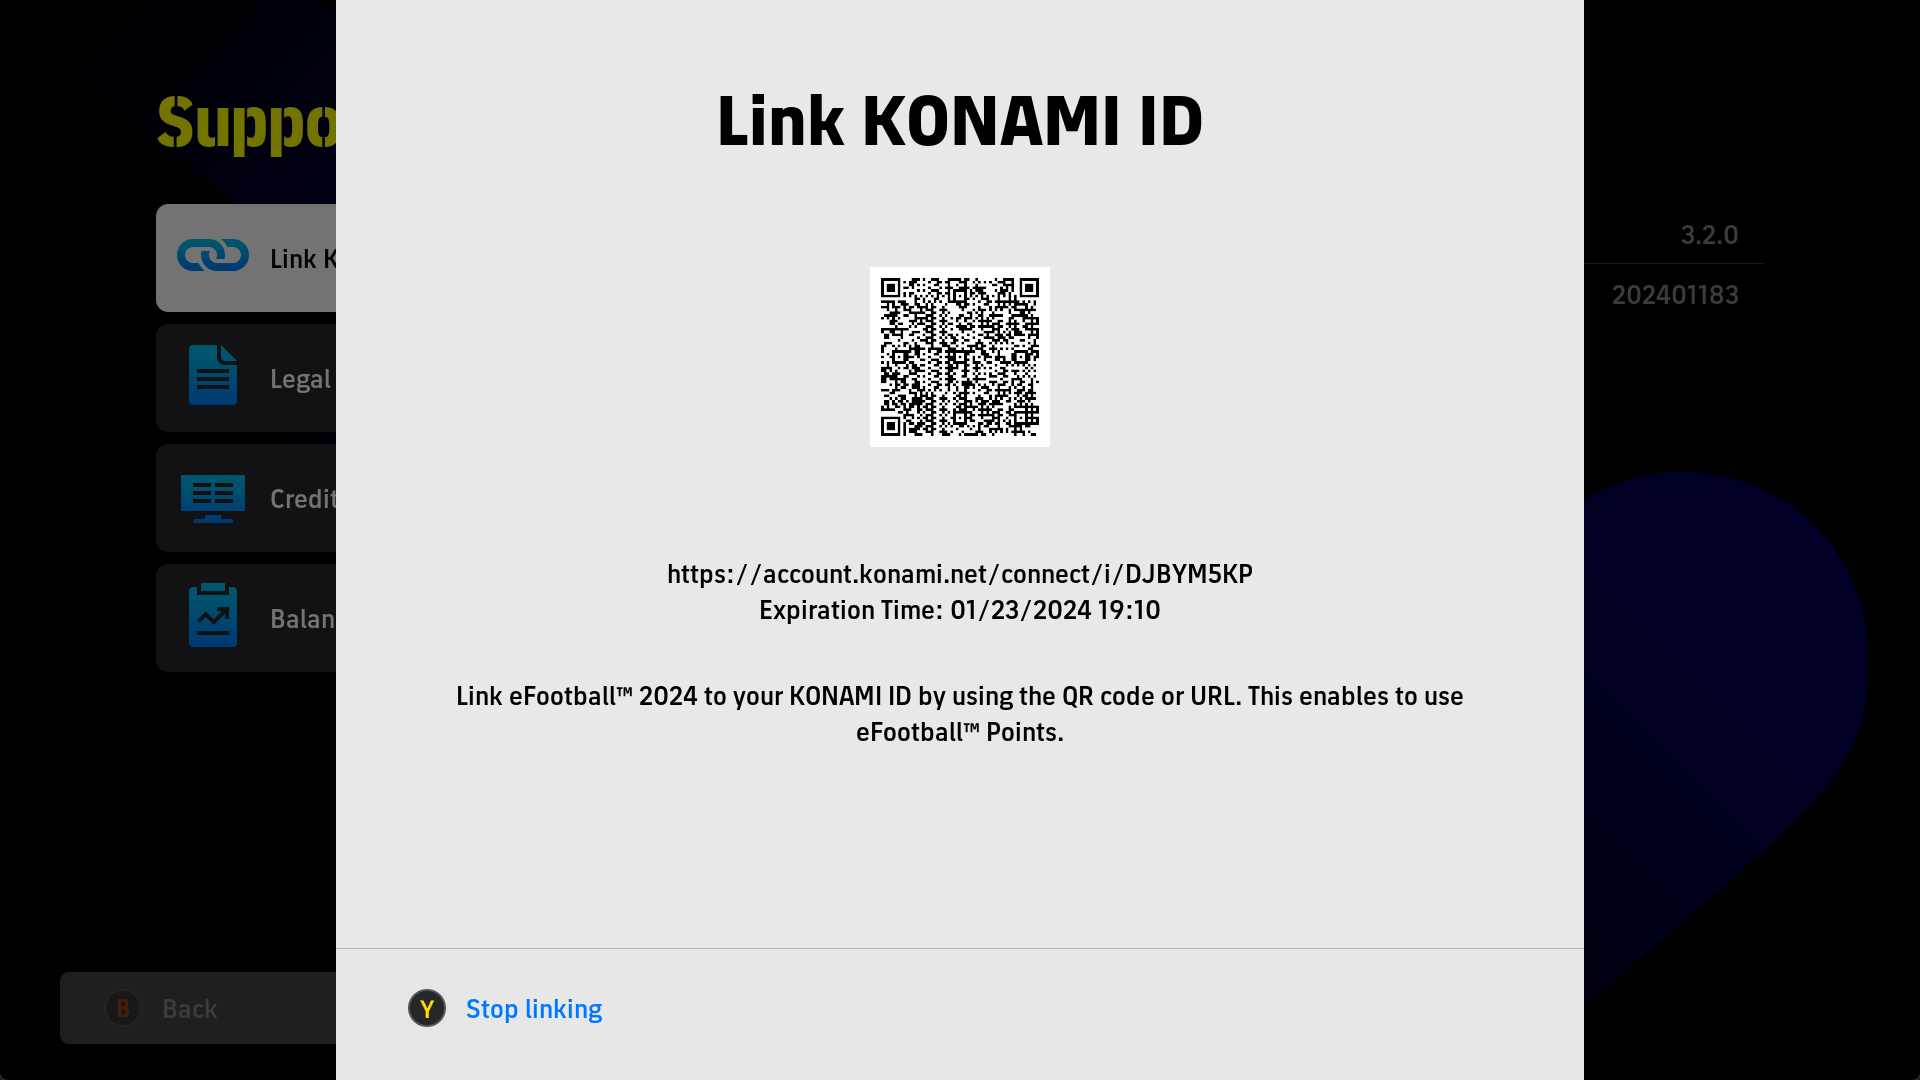 Link KONAMI ID
https://account.konami.net/connect/i/DJBYM5KP
Expiration Time: 01/23/2024 19:10
Link eFootball™ 2024 to your KONAMI ID by using the QR code or URL. This enables to use
eFootball™ Points.
Y Stop linking
Suppo
Link K
Legal
Credit
Balan
3.2.0
202401183
B Back